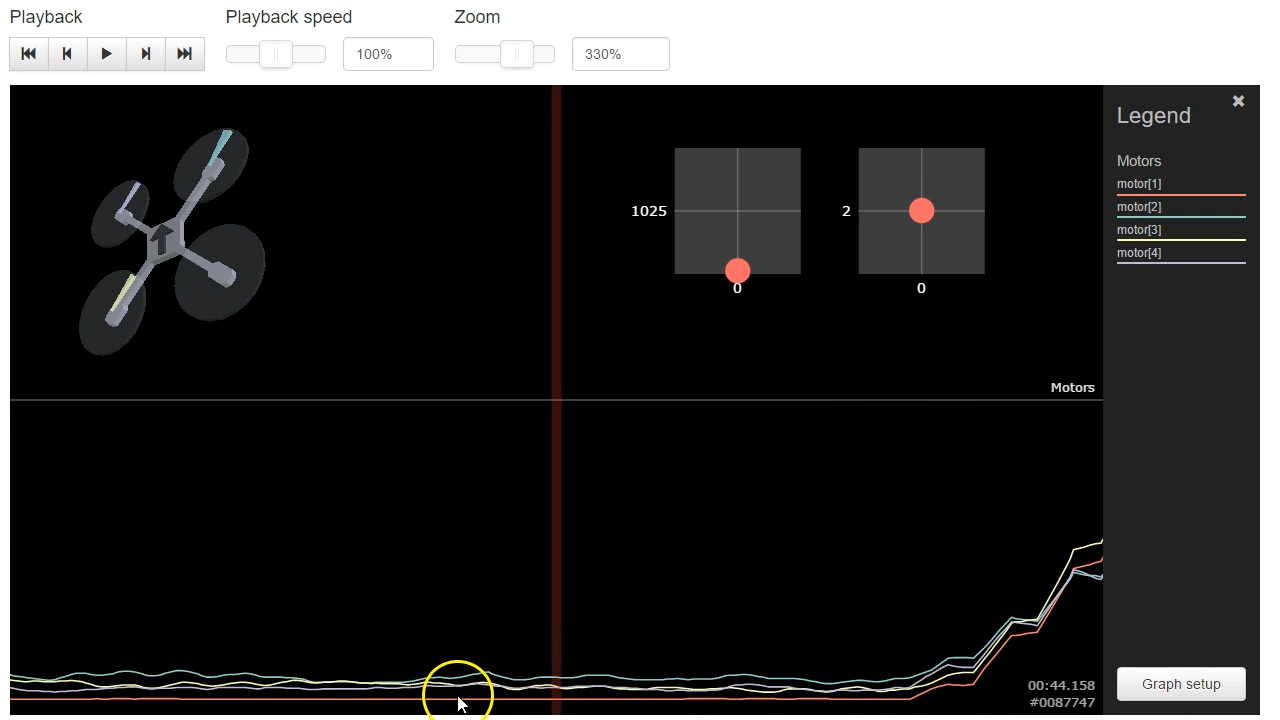 Playback Playback speed Zoom
100% 330%
Legend
Motors
motor[1]
motor[2]
motor[3]
motor[4]
1025 2
0 0
Motors
00:44.158
#0087747
Graph setup